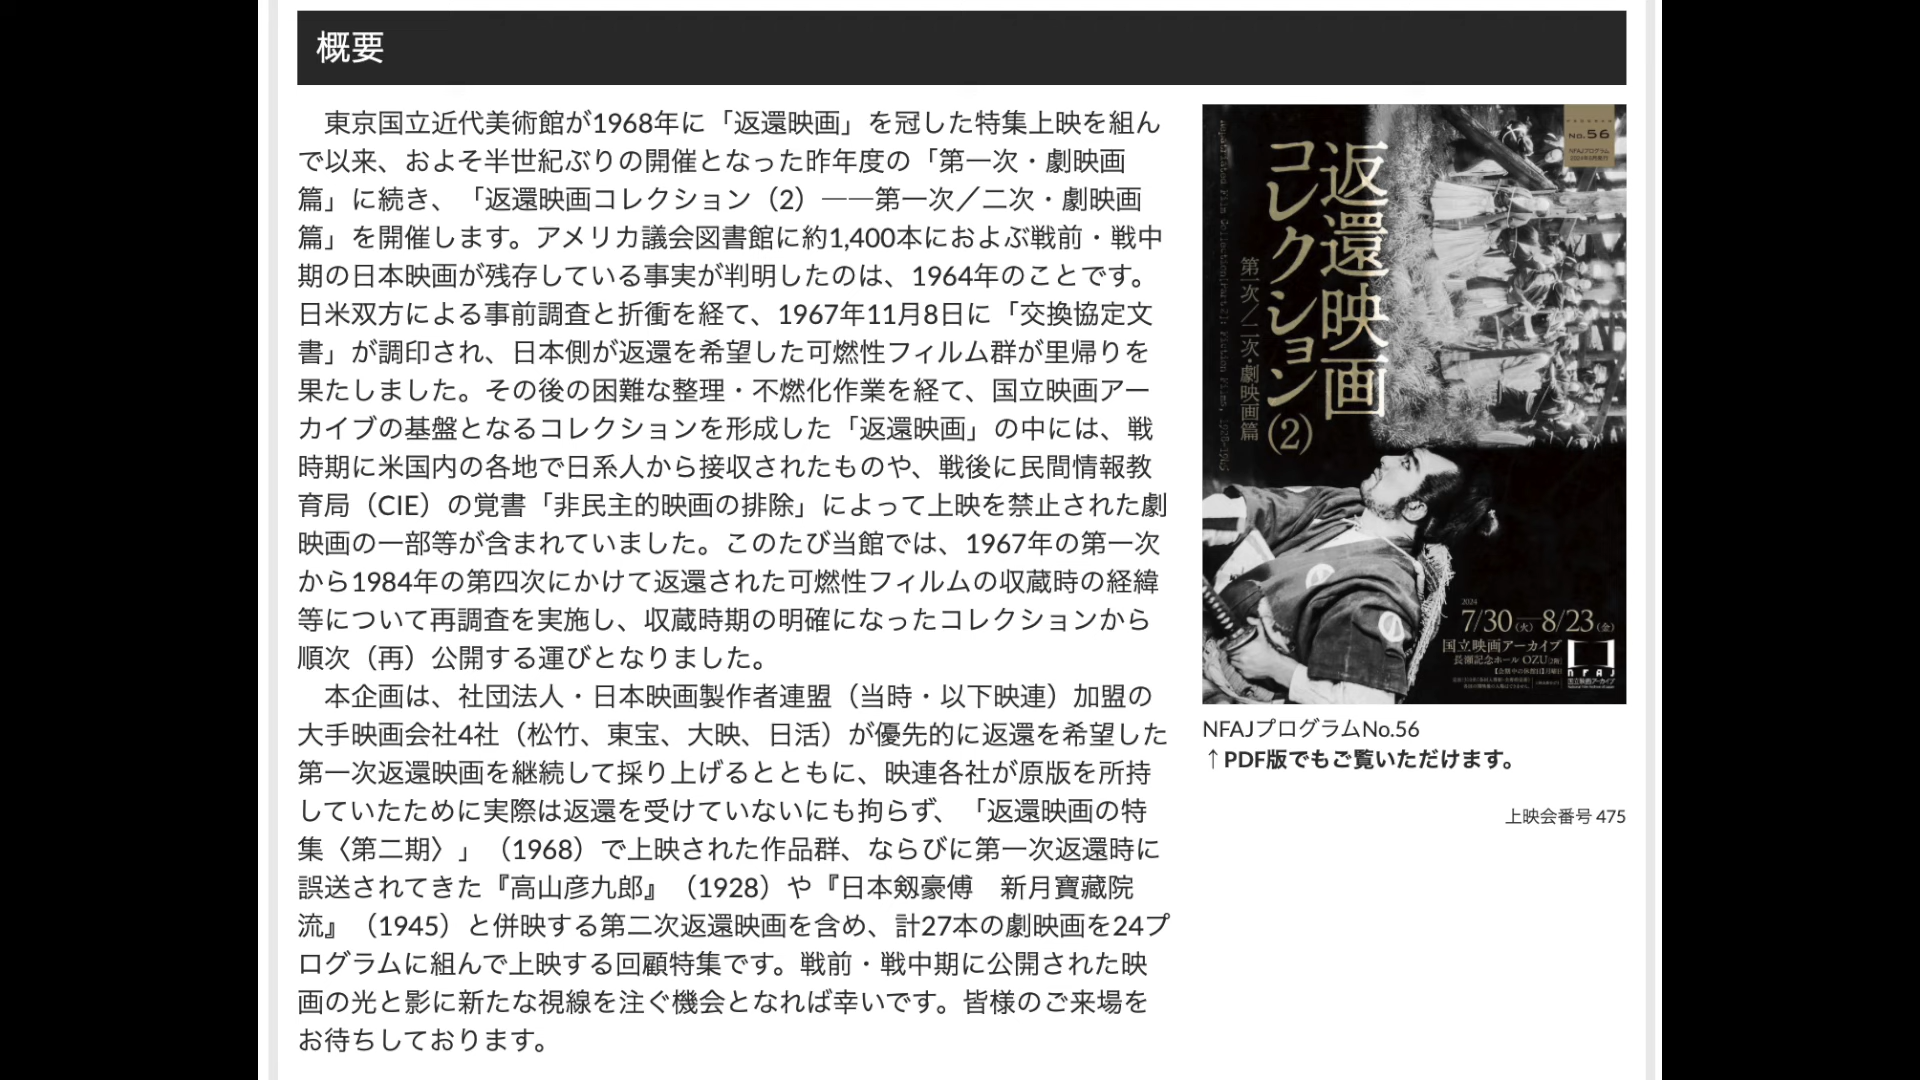 概要
　東京国立近代美術館が1968年に「返還映画」を冠した特集上映を組ん
で以来、およそ半世紀ぶりの開催となった昨年度の「第一次・劇映画
篇」に続き、「返還映画コレクション（2）――第一次／二次・劇映画
篇」を開催します。アメリカ議会図書館に約1,400本におよぶ戦前・戦中
期の日本映画が残存している事実が判明したのは、1964年のことです。
日米双方による事前調査と折衝を経て、1967年11月8日に「交換協定文
書」が調印され、日本側が返還を希望した可燃性フィルム群が里帰りを
果たしました。その後の困難な整理・不燃化作業を経て、国立映画アー
カイブの基盤となるコレクションを形成した「返還映画」の中には、戦
時期に米国内の各地で日系人から接収されたものや、戦後に民間情報教
育局（CIE）の覚書「非民主的映画の排除」によって上映を禁止された劇
映画の一部等が含まれていました。このたび当館では、1967年の第一次
から1984年の第四次にかけて返還された可燃性フィルムの収蔵時の経緯
等について再調査を実施し、収蔵時期の明確になったコレクションから
順次（再）公開する運びとなりました。
　本企画は、社団法人・日本映画製作者連盟（当時・以下映連）加盟の
大手映画会社4社（松竹、東宝、大映、日活）が優先的に返還を希望した
第一次返還映画を継続して採り上げるとともに、映連各社が原版を所持
していたために実際は返還を受けていないにも拘らず、「返還映画の特
集〈第二期〉」（1968）で上映された作品群、ならびに第一次返還時に
誤送されてきた『高山彦九郎』（1928）や『日本剱豪傳　新月寶藏院
流』（1945）と併映する第二次返還映画を含め、計27本の劇映画を24プ
ログラムに組んで上映する回顧特集です。戦前・戦中期に公開された映
画の光と影に新たな視線を注ぐ機会となれば幸いです。皆様のご来場を
お待ちしております。
No.56
NFAJプログラム
返還映画
コレクション(2)
第一次／二次・劇映画篇
2024
7/30(火)―8/23(金)
国立映画アーカイブ
長瀬記念ホール OZU[2階]
NFAJ
国立映画アーカイブ
NFAJプログラムNo.56
↑PDF版でもご覧いただけます。
上映会番号 475